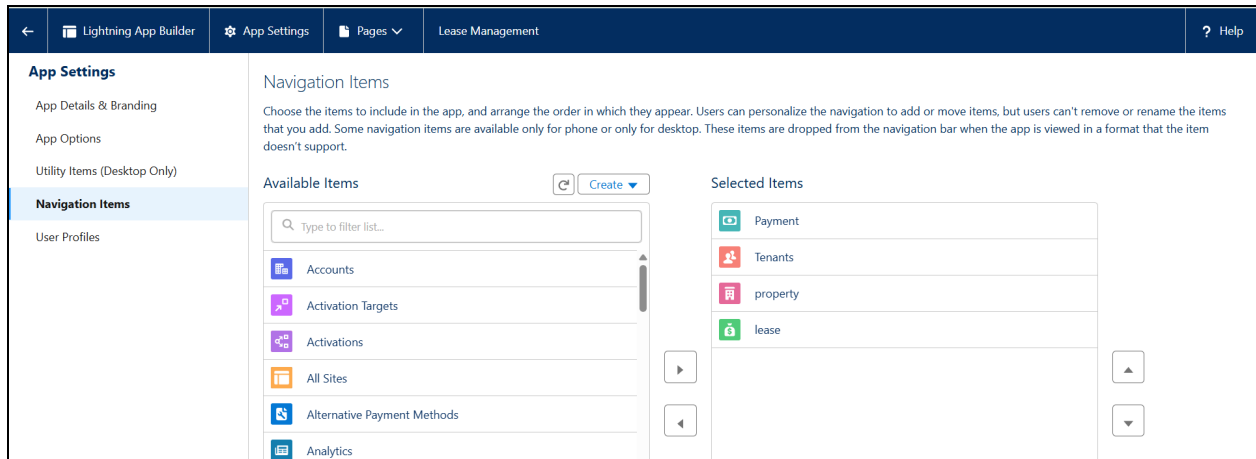 Lightning App Builder
App Settings
Pages
Lease Management
? Help
App Settings
App Details & Branding
App Options
Utility Items (Desktop Only)
Navigation Items
User Profiles
Navigation Items
Choose the items to include in the app, and arrange the order in which they appear. Users can personalize the navigation to add or move items, but users can't remove or rename the items
that you add. Some navigation items are available only for phone or only for desktop. These items are dropped from the navigation bar when the app is viewed in a format that the item
doesn't support.
Available Items
Create
Type to filter list...
Accounts
Activation Targets
Activations
All Sites
Alternative Payment Methods
Analytics
Selected Items
Payment
Tenants
property
lease